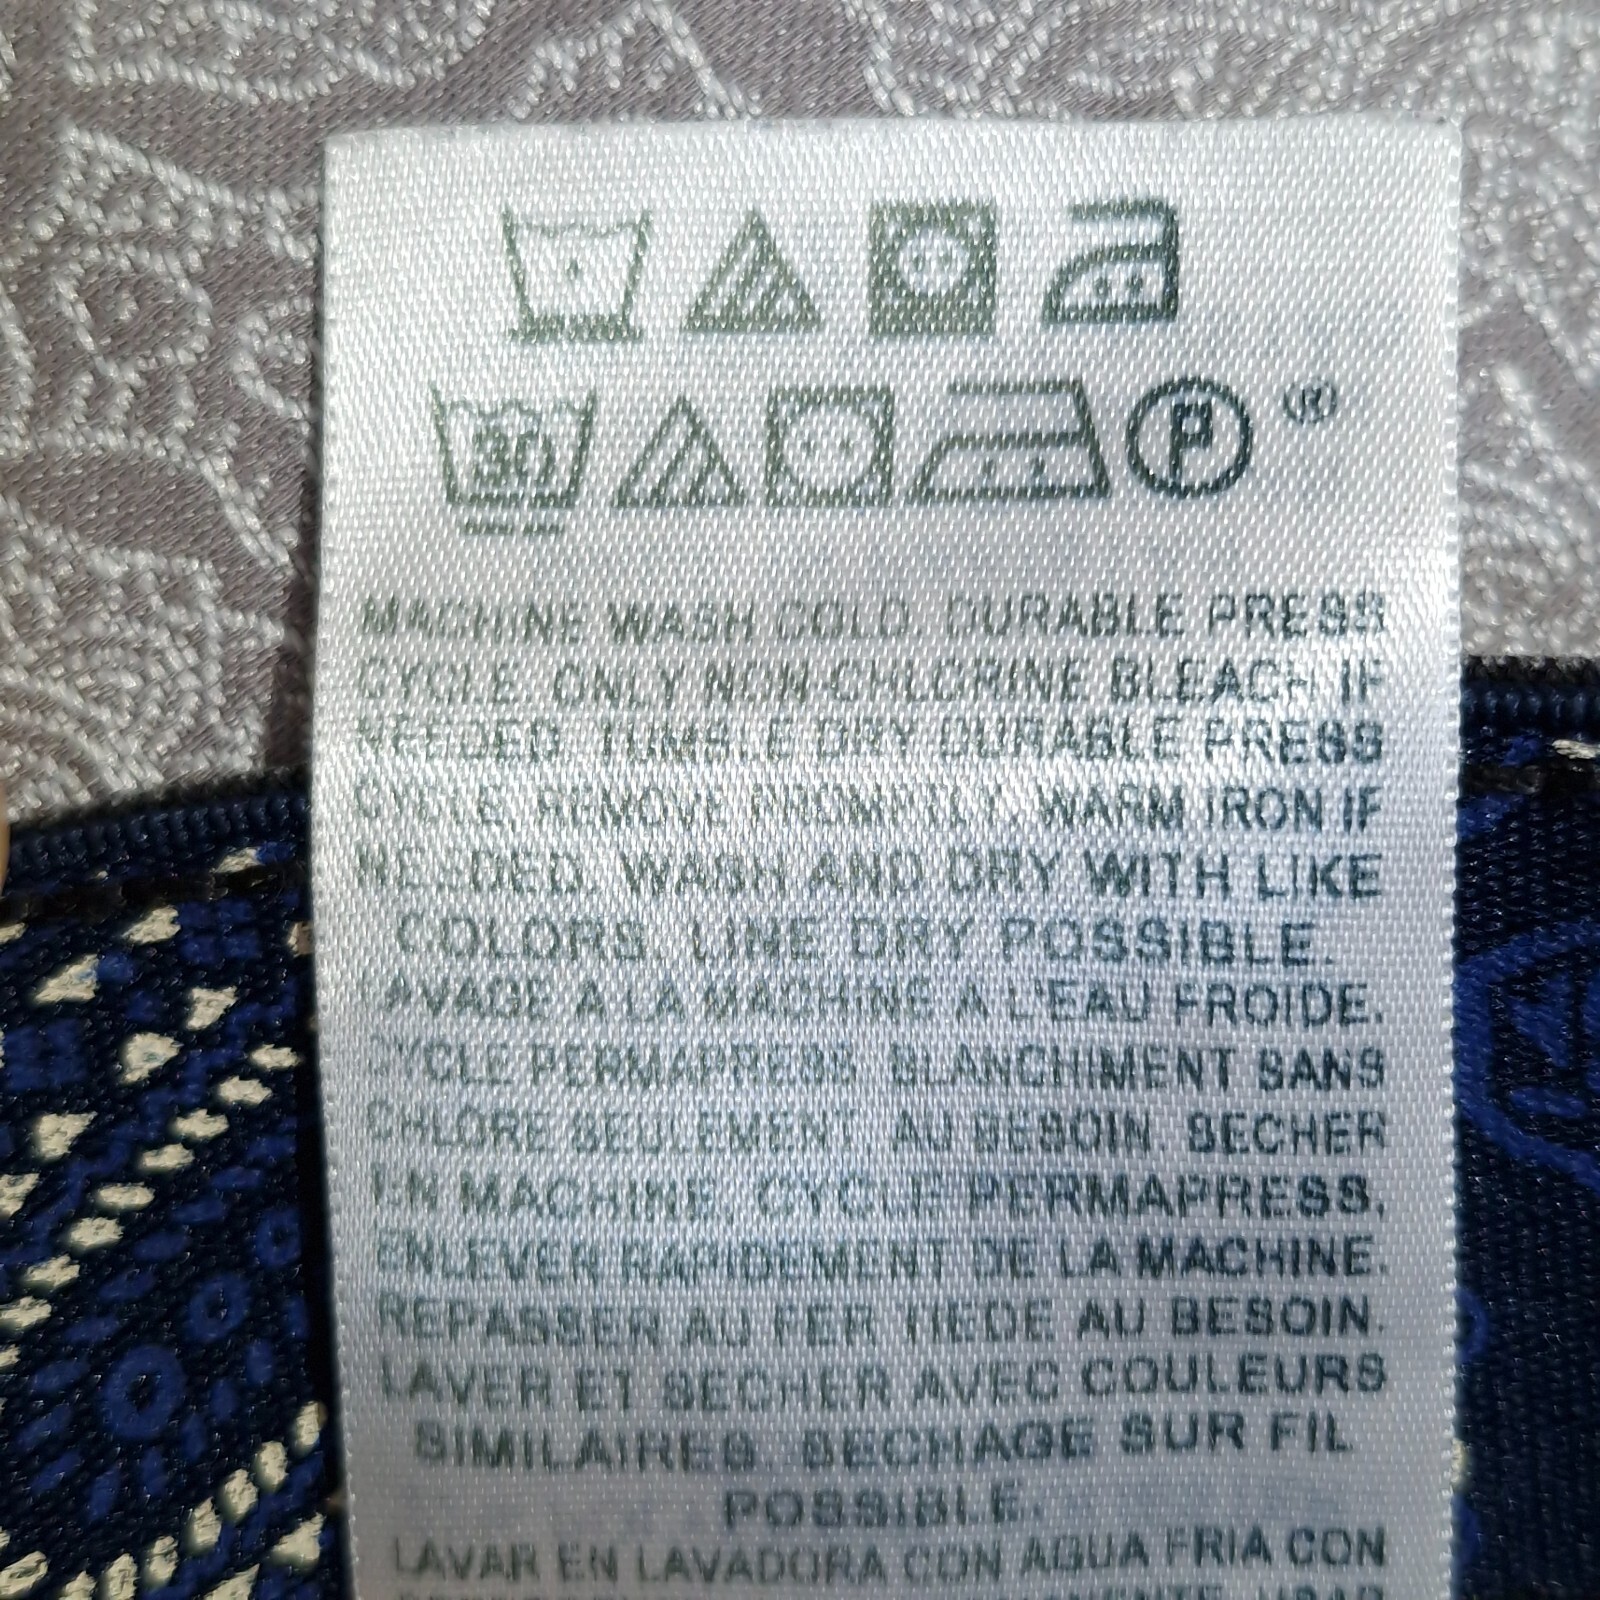 30 P ®
MACHINE WASH COLD. DURABLE PRESS
CYCLE. ONLY NON-CHLORINE BLEACH IF
NEEDED. TUMBLE DRY DURABLE PRESS
CYCLE, REMOVE PROMPTLY. WARM IRON IF
NEEDED. WASH AND DRY WITH LIKE
COLORS. LINE DRY POSSIBLE.
LAVAGE A LA MACHINE A L'EAU FROIDE.
CYCLE PERMAPRESS. BLANCHIMENT SANS
CHLORE SEULEMENT, AU BESOIN. SECHER
EN MACHINE, CYCLE PERMAPRESS.
ENLEVER RAPIDEMENT DE LA MACHINE.
REPASSER AU FER TIEDE AU BESOIN.
LAVER ET SECHER AVEC COULEURS
SIMILAIRES. SECHAGE SUR FIL
POSSIBLE.
LAVAR EN LAVADORA CON AGUA FRIA CON
USAR